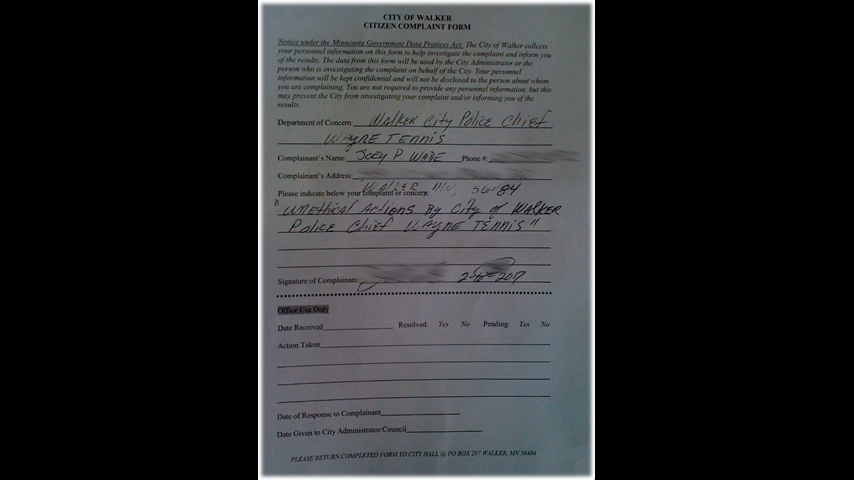 CITY OF WALKER
CITIZEN COMPLAINT FORM
Notice under the Minnesota Government Data Pratices Act: The City of Walker collects
your personnel information on this form to help investigate the complaint and inform you
of the results. The data from this form will be used by the City Administrator or the
person who is investigating the complaint on behalf of the City. Your personnel
information will be kept confidential and will not be disclosed to the person about whom
you are complaining. You are not required to provide any personnel information, but this
may prevent the City from investigating your complaint and/or informing you of the
results.
Department of Concern: WALKER City Police Chief
WAYNE TENNIS
Complainant's Name: JOEY P WADE Phone #:
Complainant's Address:
WALKER MN, 56484
Please indicate below your complaint or concern.
"UNEthical Actions By City of WALKER
Police Chief WAYNE TENNIS"
Signature of Complainant 2-16-2017
Office Use Only
Date Received Resolved: Yes No Pending: Yes No
Action Taken
Date of Response to Complainant
Date Given to City Administrator/Council
PLEASE RETURN COMPLETED FORM TO CITY HALL @ PO BOX 207 WALKER, MN 56484